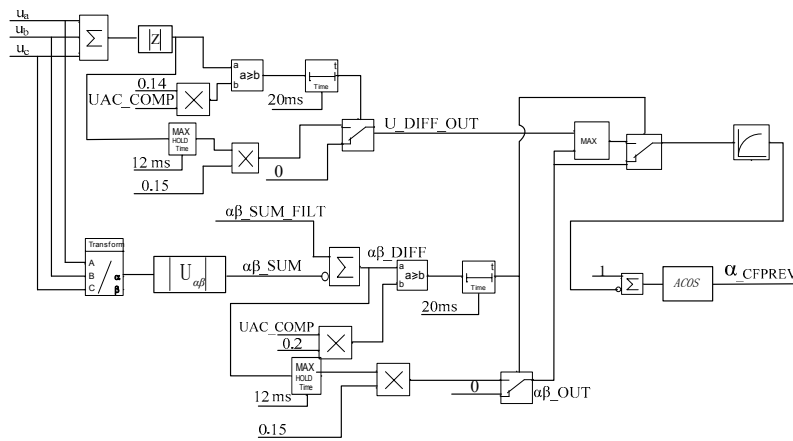 ua
ub
uc
Σ
|Z|
0.14
UAC_COMP
×
a
b
a≥b
t
Time
20ms
MAX
HOLD
Time
12 ms
0.15
×
0
U_DIFF_OUT
MAX
αβ_SUM_FILT
Transform
A
B
C
α
β
|Uαβ|
αβ_SUM
Σ
αβ_DIFF
a
b
a≥b
t
Time
20ms
UAC_COMP
0.2
×
MAX
HOLD
Time
12 ms
0.15
×
0
αβ_OUT
1
Σ
ACOS
α_CFPREV